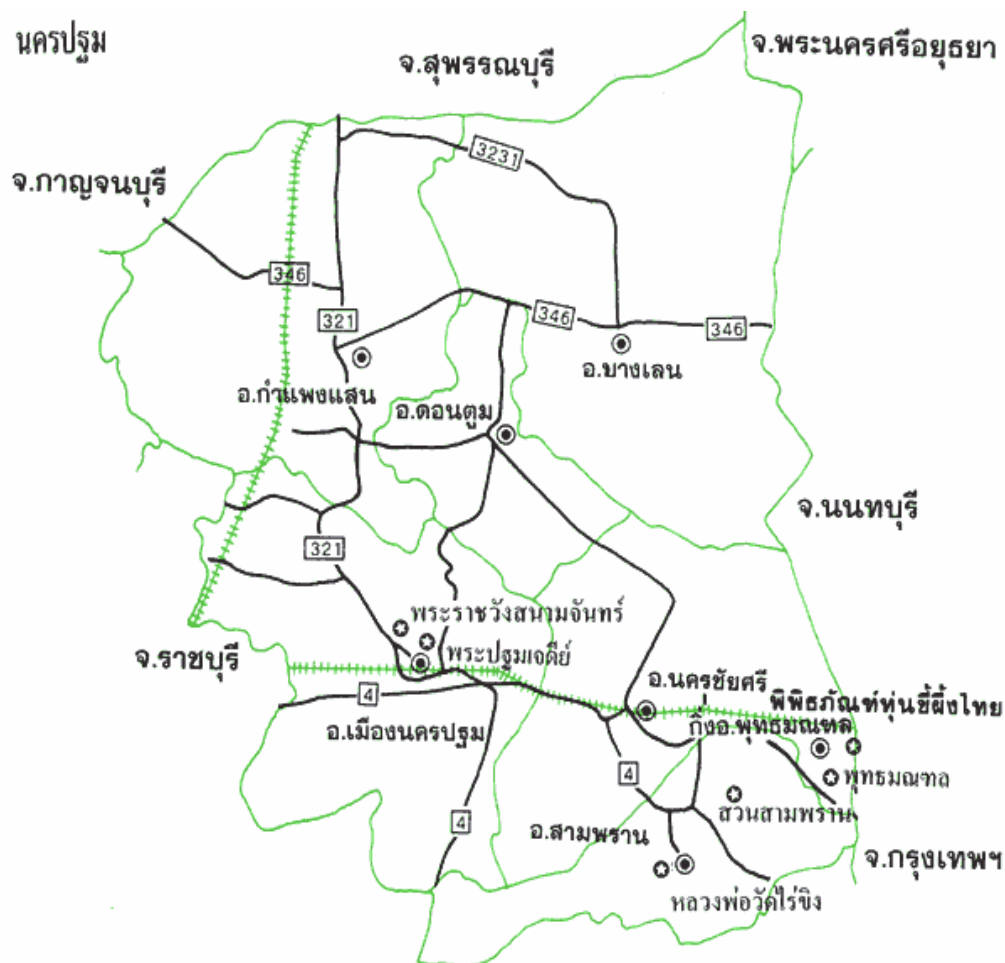 นครปฐม
จ.พระนครศรีอยุธยา
จ.สุพรรณบุรี
3231
จ.กาญจนบุรี
346
321
346
346
อ.บางเลน
อ.กำแพงแสน
อ.ดอนตูม
จ.นนทบุรี
321
พระราชวังสนามจันทร์
จ.ราชบุรี
พระปฐมเจดีย์
อ.นครชัยศรี
4
พิพิธภัณฑ์หุ่นขี้ผึ้งไทย
อ.เมืองนครปฐม
กิ่งอ.พุทธมณฑล
4
พุทธมณฑล
สวนสามพราน
4
อ.สามพราน
จ.กรุงเทพฯ
หลวงพ่อวัดไร่ขิง